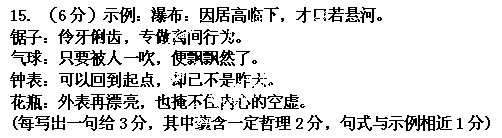 15. （6分）示例：瀑布：因居高临下，才口若悬河。
锯子：伶牙俐齿，专做离间行为。
气球：只要被人一吹，便飘飘然了。
钟表：可以回到起点，却已不是昨天。
花瓶：外表再漂亮，也掩不住内心的空虚。
(每写出一句给3分，其中蕴含一定哲理2分，句式与示例相近1分)